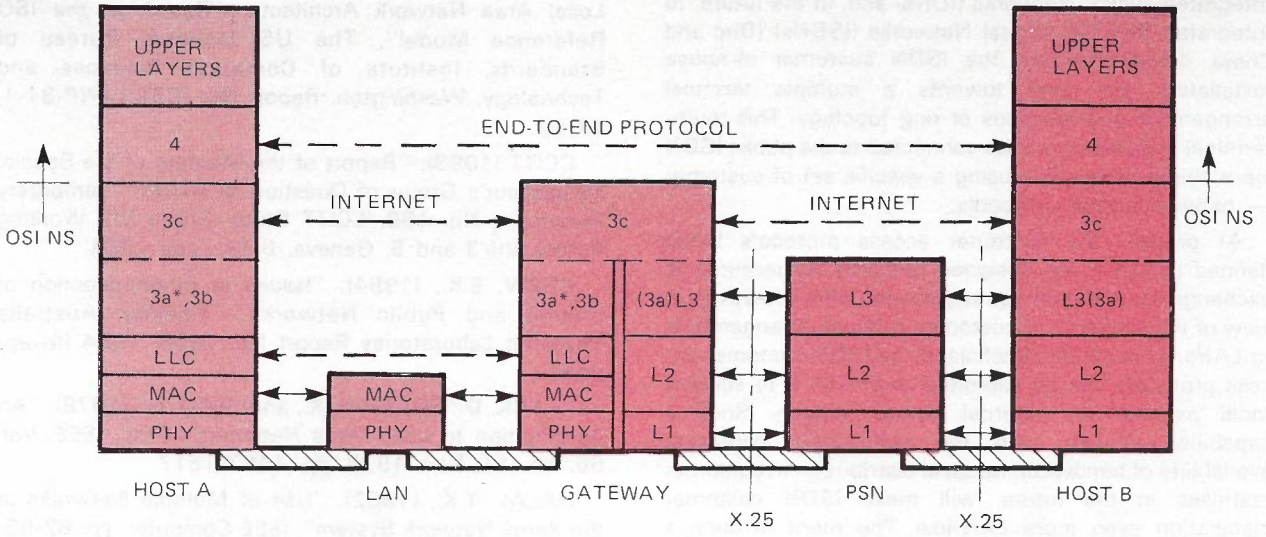 UPPER
LAYERS
4
3c
3a*,3b
LLC
MAC
PHY
OSI NS
HOST A
END-TO-END PROTOCOL
INTERNET
MAC
PHY
LAN
3c
3a*,3b
(3a)L3
LLC
L2
MAC
PHY
L1
GATEWAY
INTERNET
L3
L2
L1
PSN
X.25
X.25
UPPER
LAYERS
4
3c
L3(3a)
L2
L1
OSI NS
HOST B